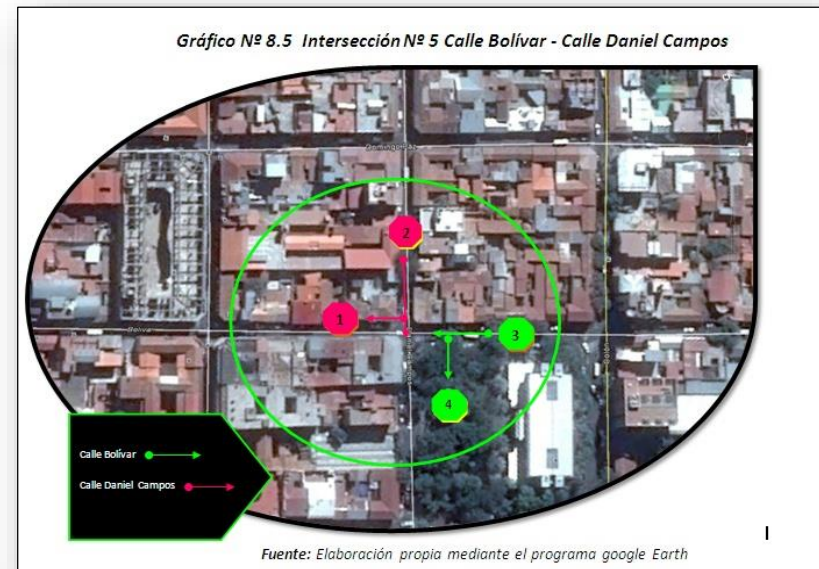 Gráfico Nº 8.5 Intersección Nº 5 Calle Bolívar - Calle Daniel Campos
2
1
3
4
Calle Bolívar
Calle Daniel Campos
Fuente: Elaboración propia mediante el programa google Earth